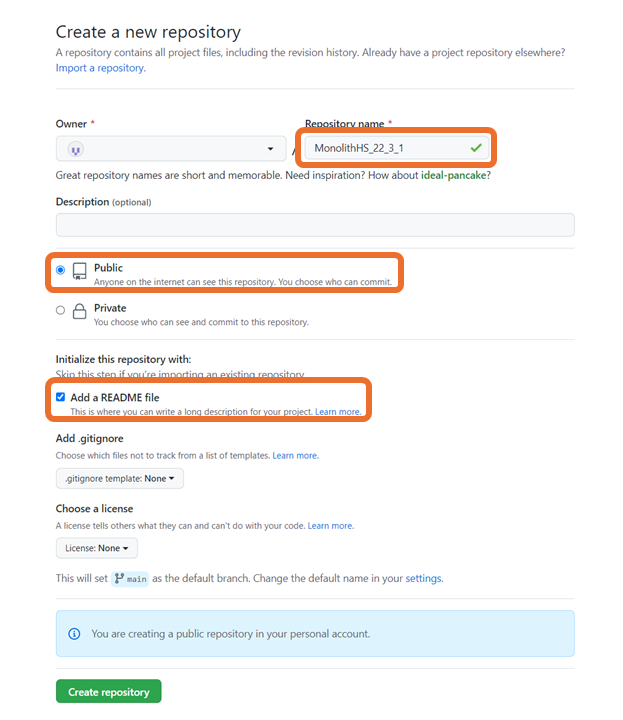 Create a new repository
A repository contains all project files, including the revision history. Already have a project repository elsewhere?
Import a repository.
Owner *
Repository name *
/
MonolithHS_22_3_1
Great repository names are short and memorable. Need inspiration? How about ideal-pancake?
Description (optional)
Public
Anyone on the internet can see this repository. You choose who can commit.
Private
You choose who can see and commit to this repository.
Initialize this repository with:
Skip this step if you're importing an existing repository.
Add a README file
This is where you can write a long description for your project. Learn more.
Add .gitignore
Choose which files not to track from a list of templates. Learn more.
.gitignore template: None
Choose a license
A license tells others what they can and can't do with your code. Learn more.
License: None
This will set main as the default branch. Change the default name in your settings.
You are creating a public repository in your personal account.
Create repository